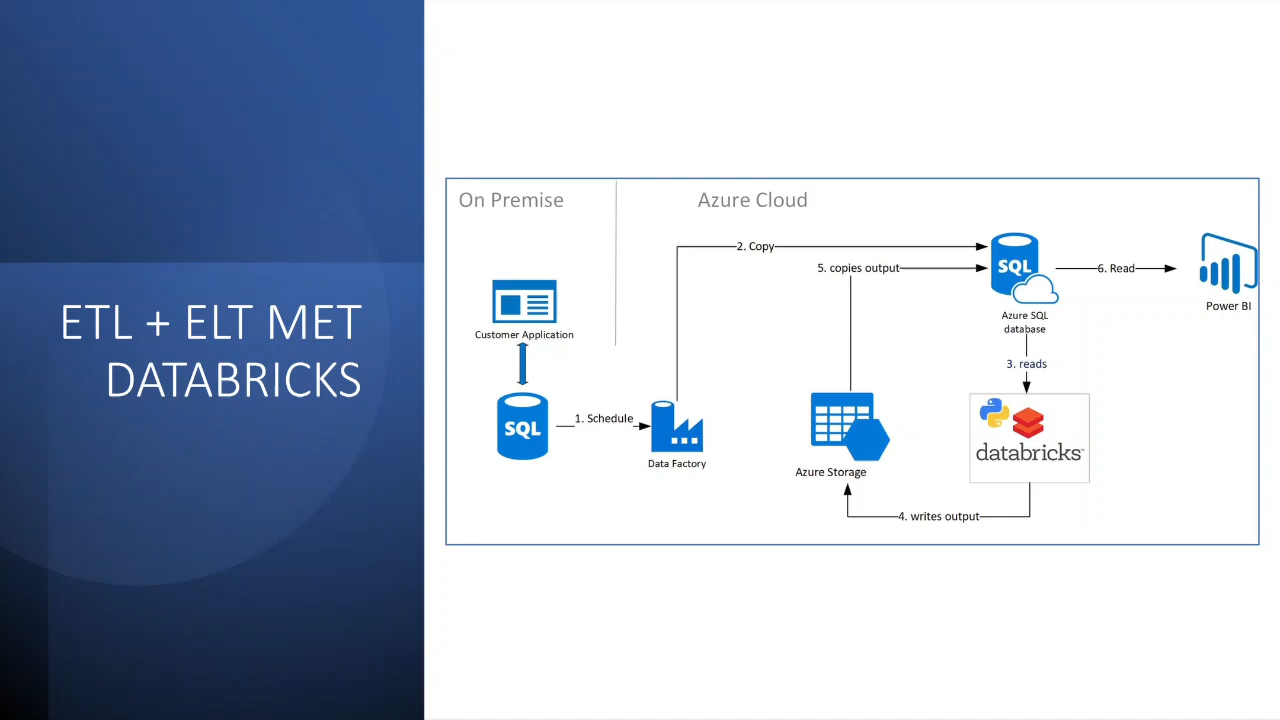 ETL + ELT MET
DATABRICKS
On Premise
Azure Cloud
2. Copy
5. copies output
SQL
6. Read
Power BI
Azure SQL
database
Customer Application
3. reads
SQL
1. Schedule
Data Factory
Azure Storage
databricks
4. writes output